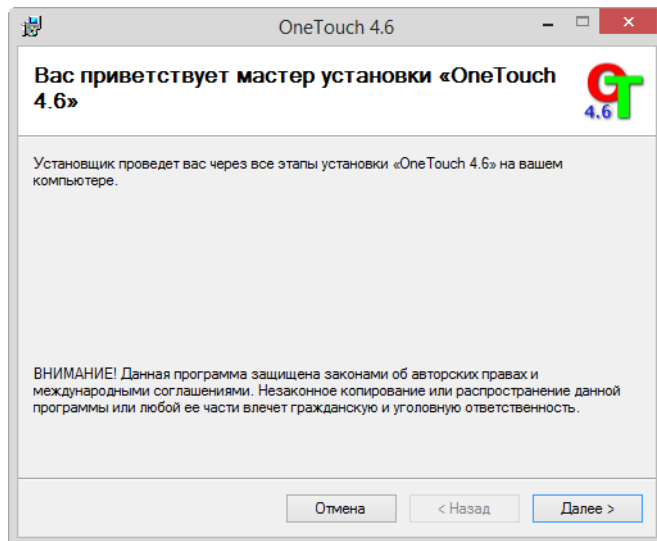 OneTouch 4.6
Вас приветствует мастер установки «OneTouch
4.6»
OT
4.6
Установщик проведет вас через все этапы установки «OneTouch 4.6» на вашем
компьютере.
ВНИМАНИЕ! Данная программа защищена законами об авторских правах и
международными соглашениями. Незаконное копирование или распространение данной
программы или любой ее части влечет гражданскую и уголовную ответственность.
Отмена
< Назад
Далее >